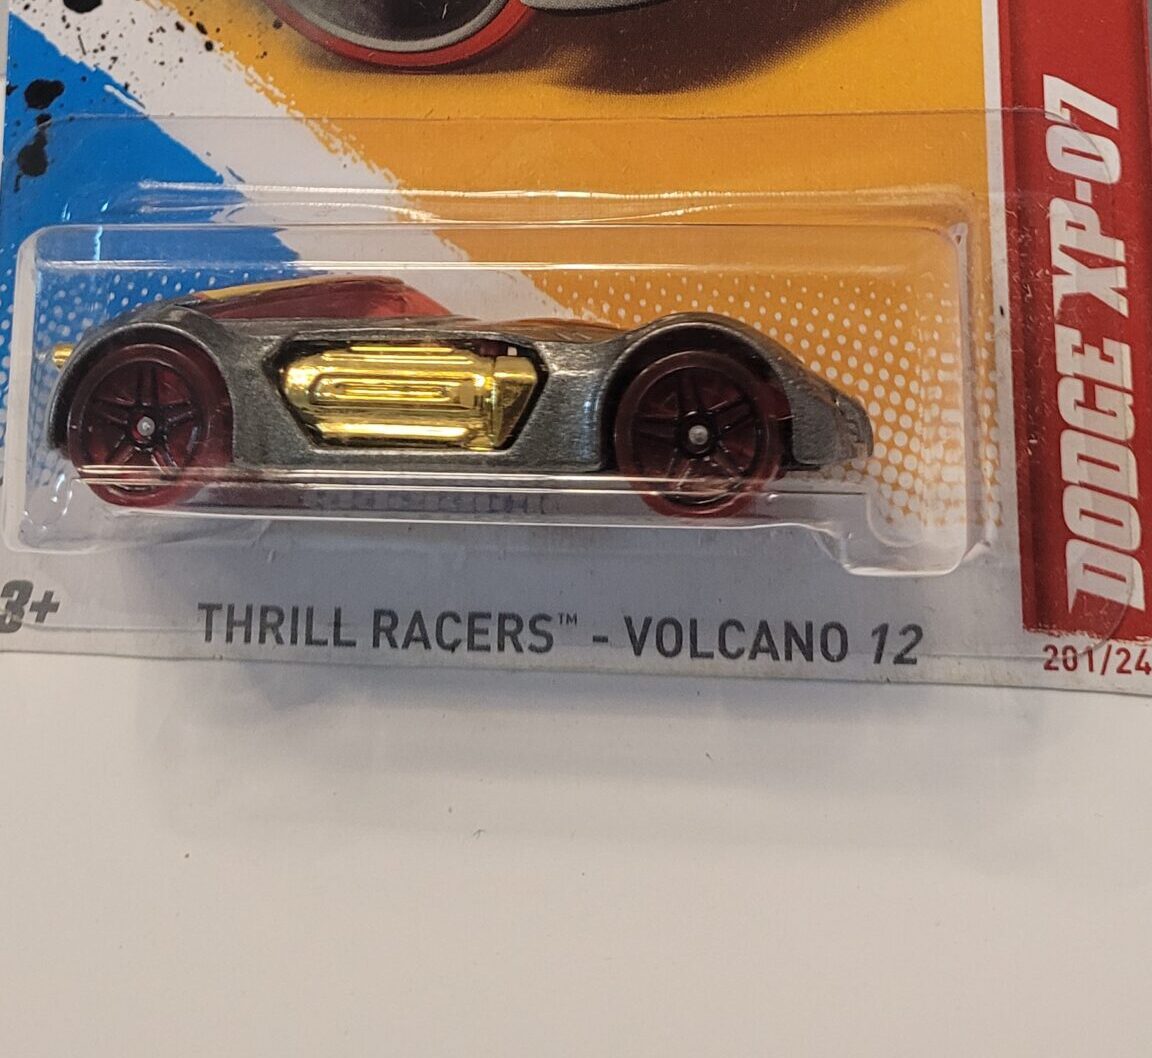 DODGE XP-07
3+
THRILL RACERS™ - VOLCANO 12
201/24